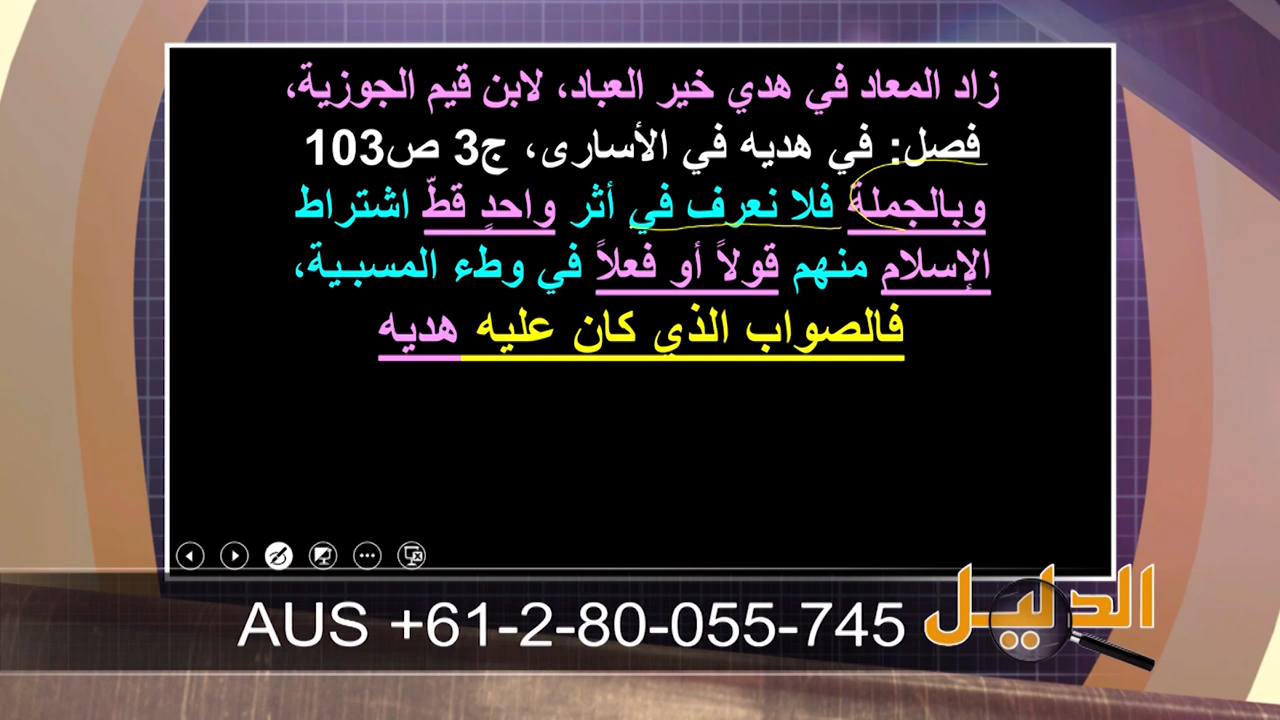 زاد المعاد في هدي خير العباد، لابن قيم الجوزية،
فصل: في هديه في الأسارى، ج3 ص103
وبالجملة فلا نعرف في أثر واحدٍ قطّ اشتراط
الإسلام منهم قولاً أو فعلاً في وطء المسبية،
فالصواب الذي كان عليه هديه
AUS +61-2-80-055-745
الدليل